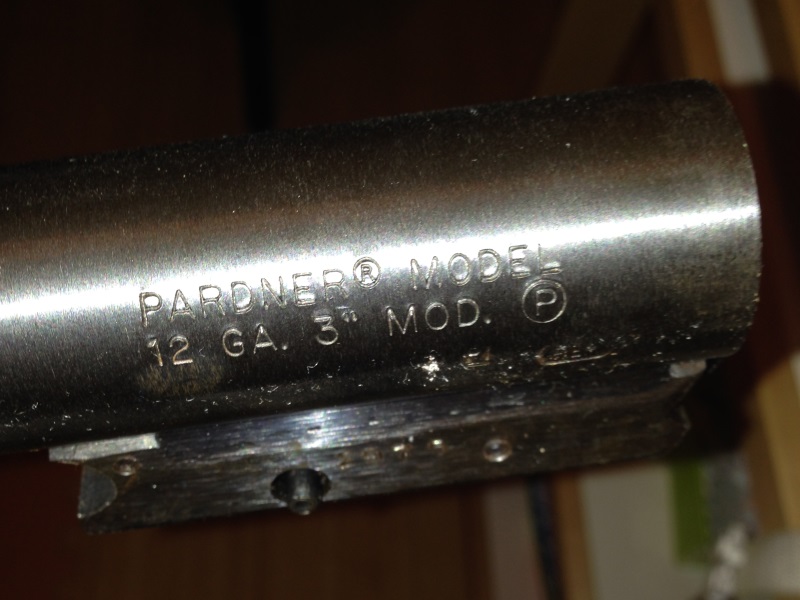 PARDNER® MODEL
12 GA. 3" MOD. Ⓟ